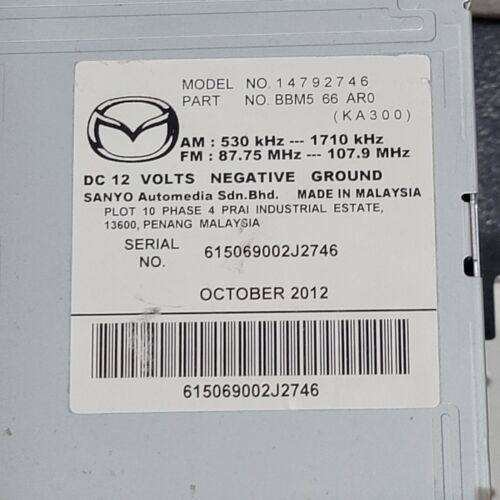 MODEL NO. 14792746
PART NO. BBM5 66 AR0
(KA300)
AM : 530 kHz --- 1710 kHz
FM : 87.75 MHz --- 107.9 MHz
DC 12 VOLTS NEGATIVE GROUND
SANYO Automedia Sdn.Bhd. MADE IN MALAYSIA
PLOT 10 PHASE 4 PRAI INDUSTRIAL ESTATE,
13600, PENANG MALAYSIA
SERIAL
NO. 615069002J2746
OCTOBER 2012
615069002J2746